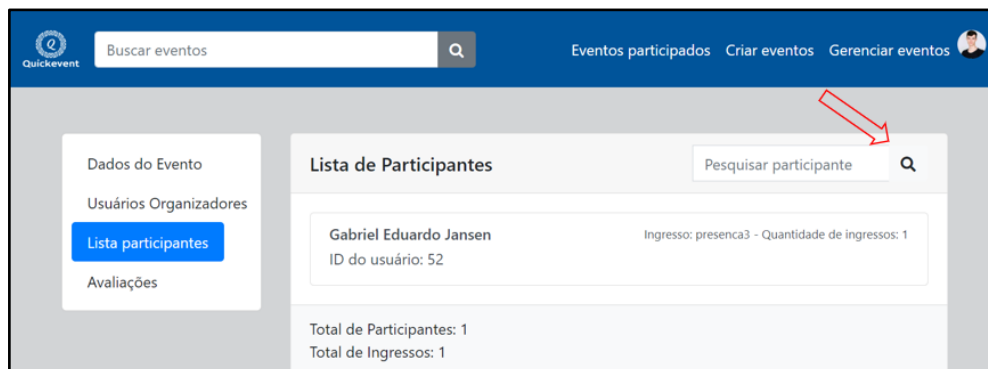 Q
Quickevent
Buscar eventos
Eventos participados Criar eventos Gerenciar eventos
Dados do Evento
Usuários Organizadores
Lista participantes
Avaliações
Lista de Participantes
Pesquisar participante
Gabriel Eduardo Jansen
Ingresso: presenca3 - Quantidade de ingressos: 1
ID do usuário: 52
Total de Participantes: 1
Total de Ingressos: 1